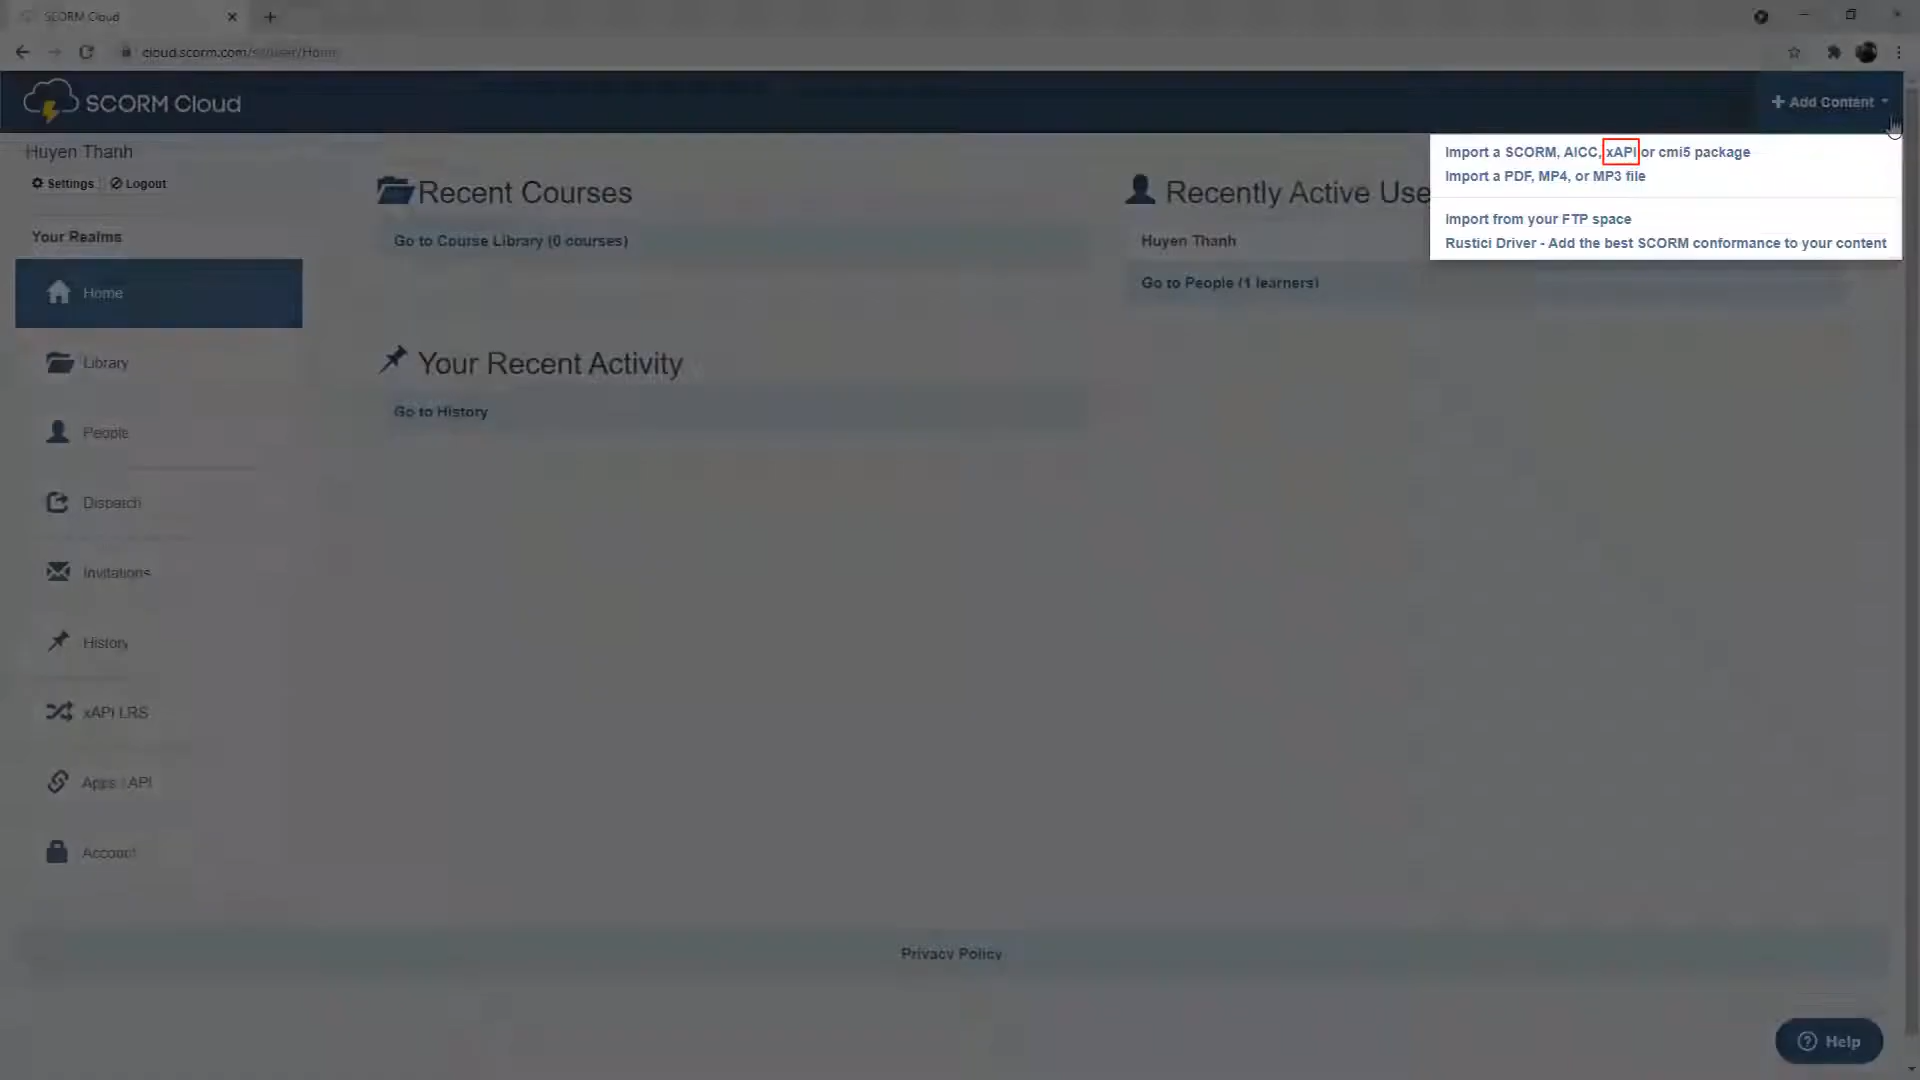 SCORM Cloud
cloud.scorm.com/sc/user/Home
SCORM Cloud
Add Content
Huyen Thanh
Settings
Logout
Your Realms
Home
Library
People
Dispatch
Invitations
History
xAPI LRS
Apps / API
Account
Recent Courses
Go to Course Library (0 courses)
Your Recent Activity
Go to History
Recently Active Use
Huyen Thanh
Go to People (1 learners)
Import a SCORM, AICC, xAPI or cmi5 package
Import a PDF, MP4, or MP3 file
Import from your FTP space
Rustici Driver - Add the best SCORM conformance to your content
Privacy Policy
Help